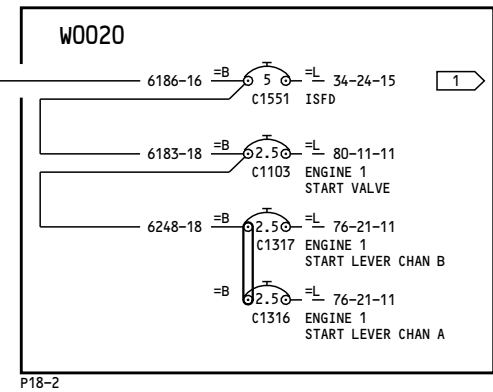 W0020
6186-16 =B 5 =L 34-24-15 1
C1551 ISFD
6183-18 =B 2.5 =L 80-11-11
C1103 ENGINE 1
START VALVE
6248-18 =B 2.5 =L 76-21-11
C1317 ENGINE 1
START LEVER CHAN B
=B 2.5 =L 76-21-11
C1316 ENGINE 1
START LEVER CHAN A
P18-2